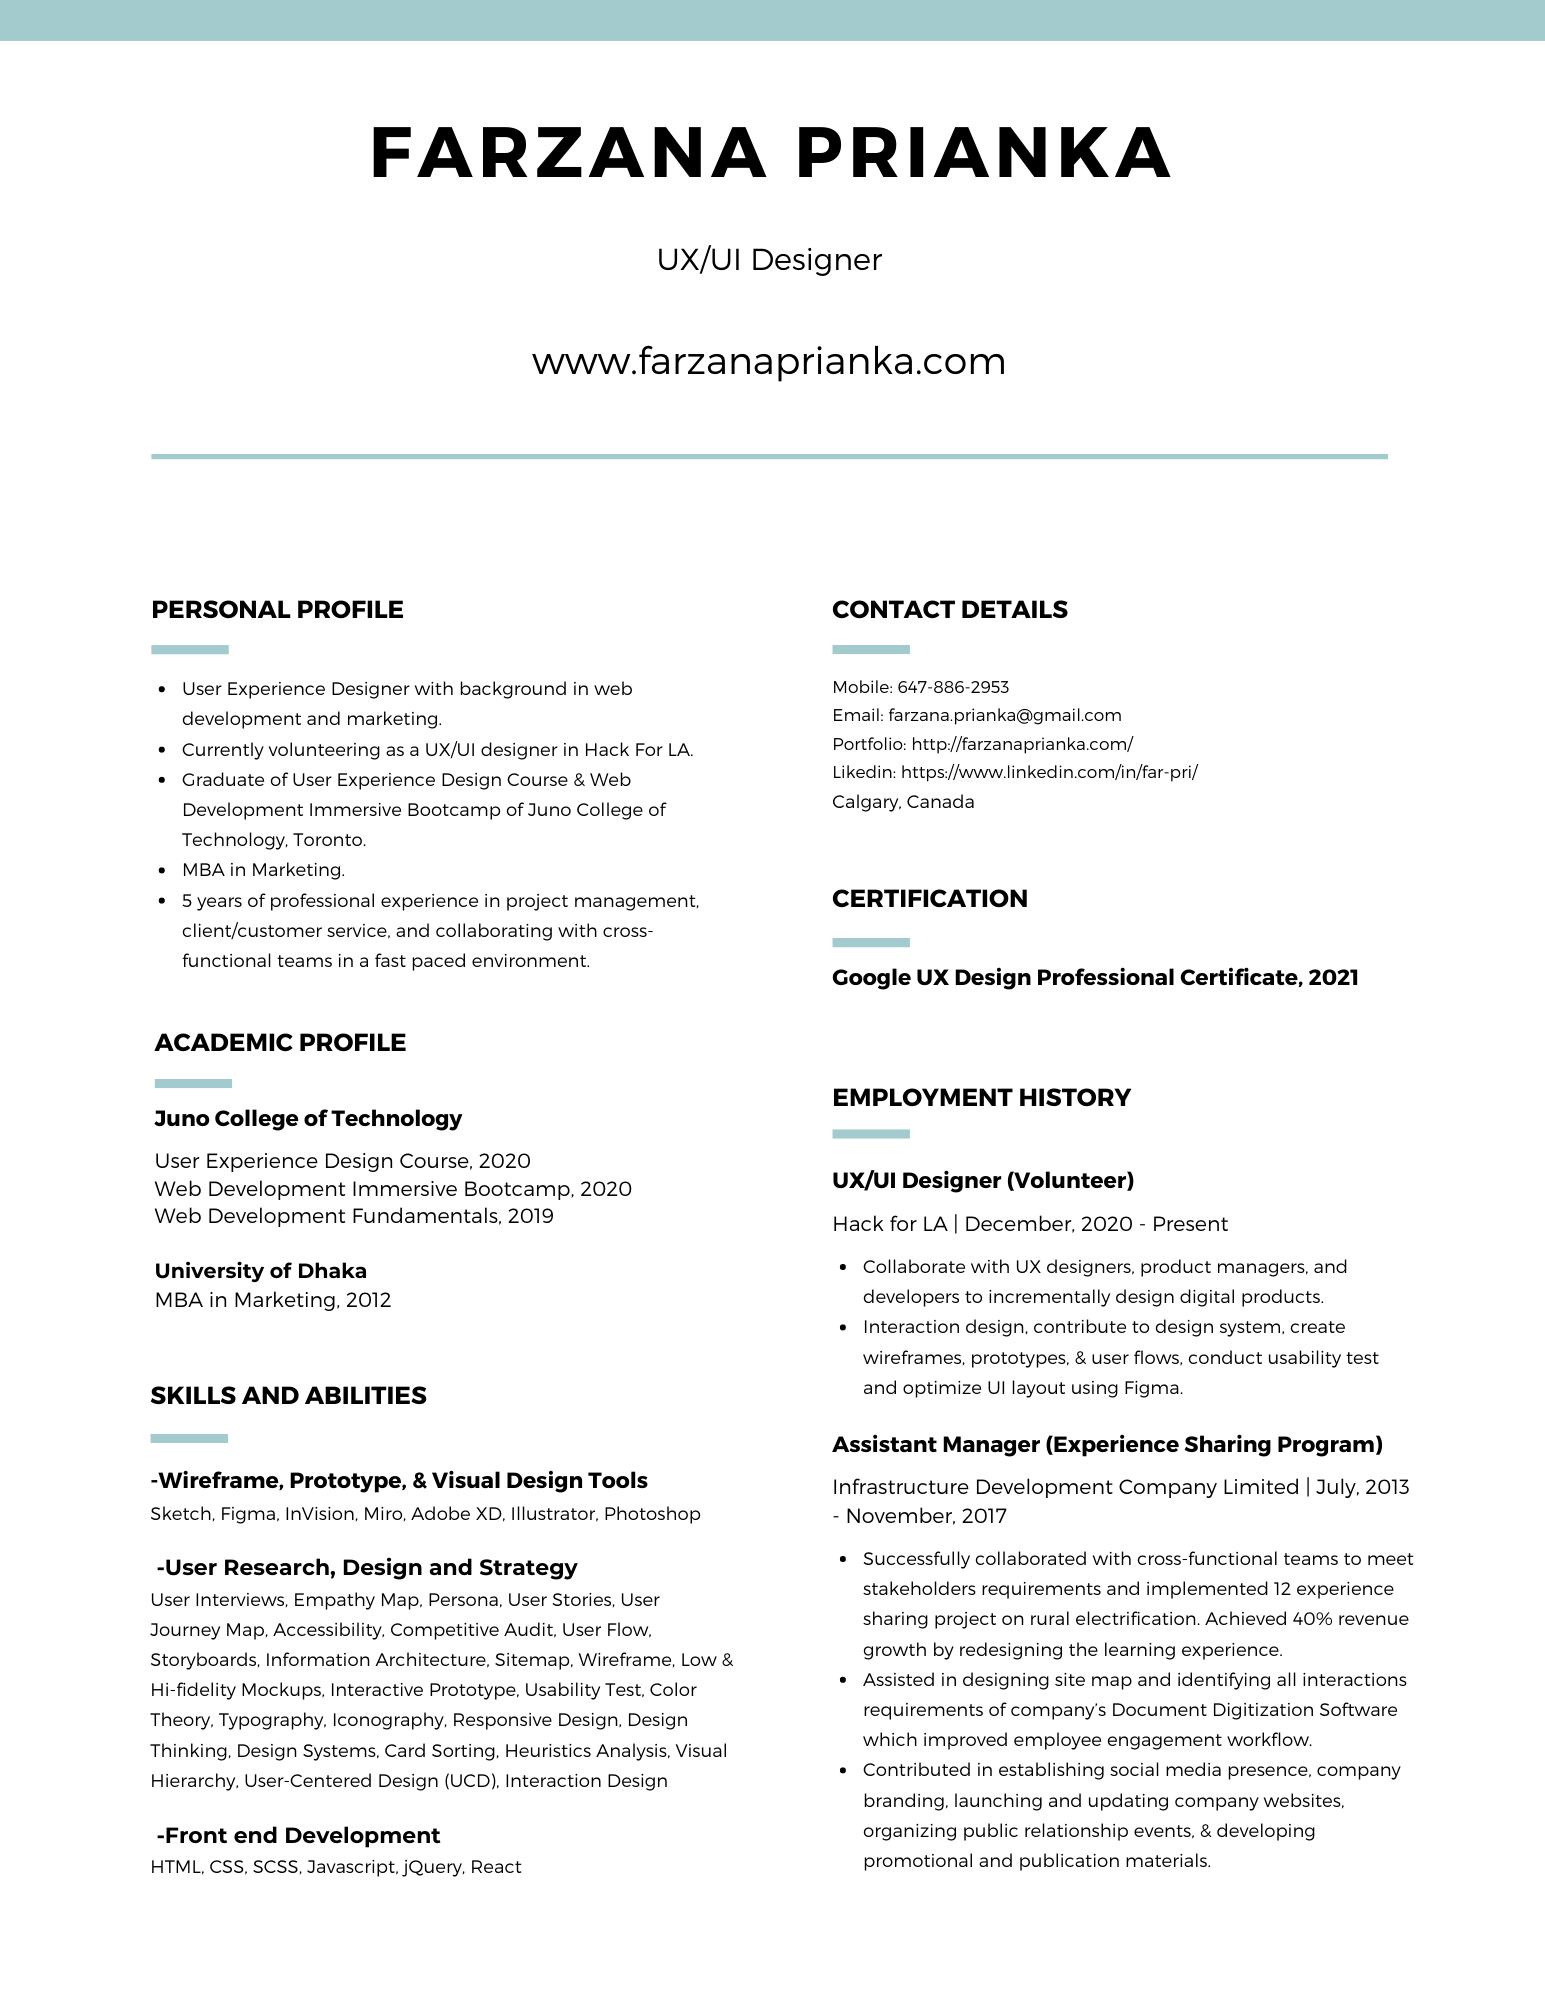 FARZANA PRIANKA
UX/UI Designer
www.farzanaprianka.com
PERSONAL PROFILE
• User Experience Designer with background in web
development and marketing.
• Currently volunteering as a UX/UI designer in Hack For LA.
• Graduate of User Experience Design Course & Web
Development Immersive Bootcamp of Juno College of
Technology, Toronto.
• MBA in Marketing.
• 5 years of professional experience in project management,
client/customer service, and collaborating with cross-
functional teams in a fast paced environment.
ACADEMIC PROFILE
Juno College of Technology
User Experience Design Course, 2020
Web Development Immersive Bootcamp, 2020
Web Development Fundamentals, 2019
University of Dhaka
MBA in Marketing, 2012
SKILLS AND ABILITIES
-Wireframe, Prototype, & Visual Design Tools
Sketch, Figma, InVision, Miro, Adobe XD, Illustrator, Photoshop
-User Research, Design and Strategy
User Interviews, Empathy Map, Persona, User Stories, User
Journey Map, Accessibility, Competitive Audit, User Flow,
Storyboards, Information Architecture, Sitemap, Wireframe, Low &
Hi-fidelity Mockups, Interactive Prototype, Usability Test, Color
Theory, Typography, Iconography, Responsive Design, Design
Thinking, Design Systems, Card Sorting, Heuristics Analysis, Visual
Hierarchy, User-Centered Design (UCD), Interaction Design
-Front end Development
HTML, CSS, SCSS, Javascript, jQuery, React
CONTACT DETAILS
Mobile: 647-886-2953
Email: farzana.prianka@gmail.com
Portfolio: http://farzanaprianka.com/
Likedin: https://www.linkedin.com/in/far-pri/
Calgary, Canada
CERTIFICATION
Google UX Design Professional Certificate, 2021
EMPLOYMENT HISTORY
UX/UI Designer (Volunteer)
Hack for LA | December, 2020 - Present
• Collaborate with UX designers, product managers, and
developers to incrementally design digital products.
• Interaction design, contribute to design system, create
wireframes, prototypes, & user flows, conduct usability test
and optimize UI layout using Figma.
Assistant Manager (Experience Sharing Program)
Infrastructure Development Company Limited | July, 2013
- November, 2017
• Successfully collaborated with cross-functional teams to meet
stakeholders requirements and implemented 12 experience
sharing project on rural electrification. Achieved 40% revenue
growth by redesigning the learning experience.
• Assisted in designing site map and identifying all interactions
requirements of company’s Document Digitization Software
which improved employee engagement workflow.
• Contributed in establishing social media presence, company
branding, launching and updating company websites,
organizing public relationship events, & developing
promotional and publication materials.